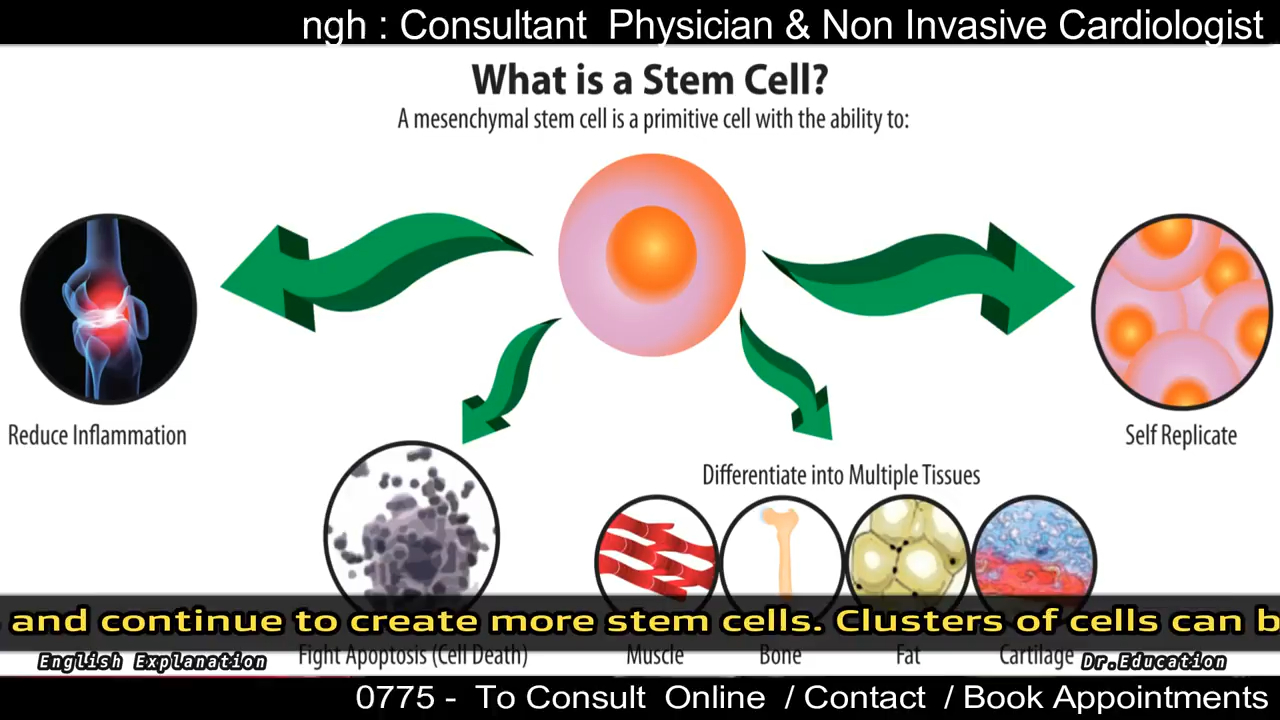 ngh : Consultant  Physician & Non Invasive Cardiologist
What is a Stem Cell?
A mesenchymal stem cell is a primitive cell with the ability to:
Reduce Inflammation
Self Replicate
Differentiate into Multiple Tissues
and continue to create more stem cells. Clusters of cells can b
English Explanation
Fight Apoptosis (Cell Death)
Muscle
Bone
Fat
Cartilage
Dr.Education
0775 -  To Consult  Online  / Contact  / Book Appointments